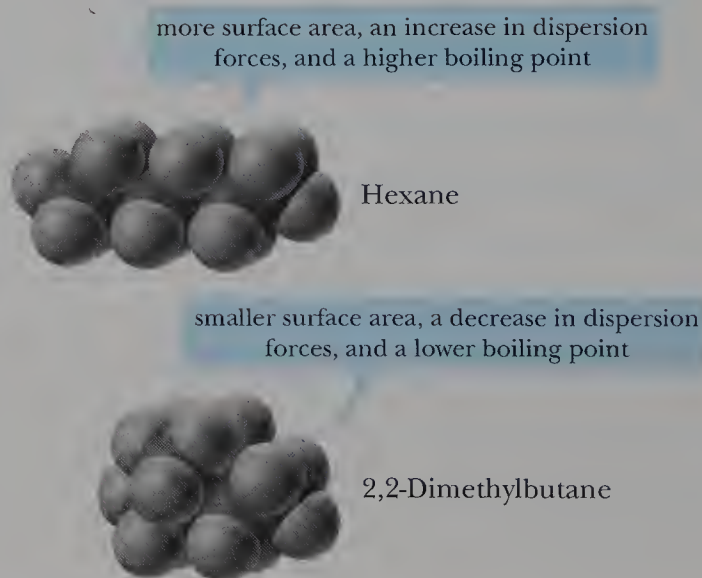 more surface area, an increase in dispersion
forces, and a higher boiling point
Hexane
smaller surface area, a decrease in dispersion
forces, and a lower boiling point
2,2-Dimethylbutane